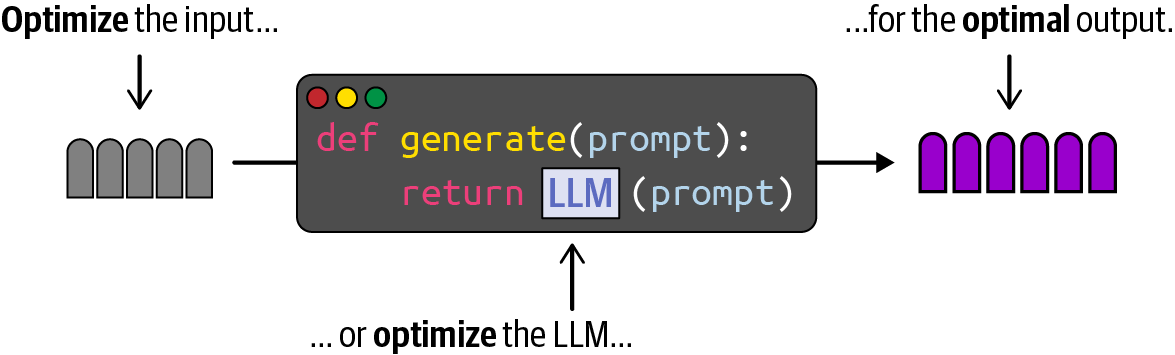 Optimize the input...
...for the optimal output.
def generate(prompt):
return LLM (prompt)
... or optimize the LLM...